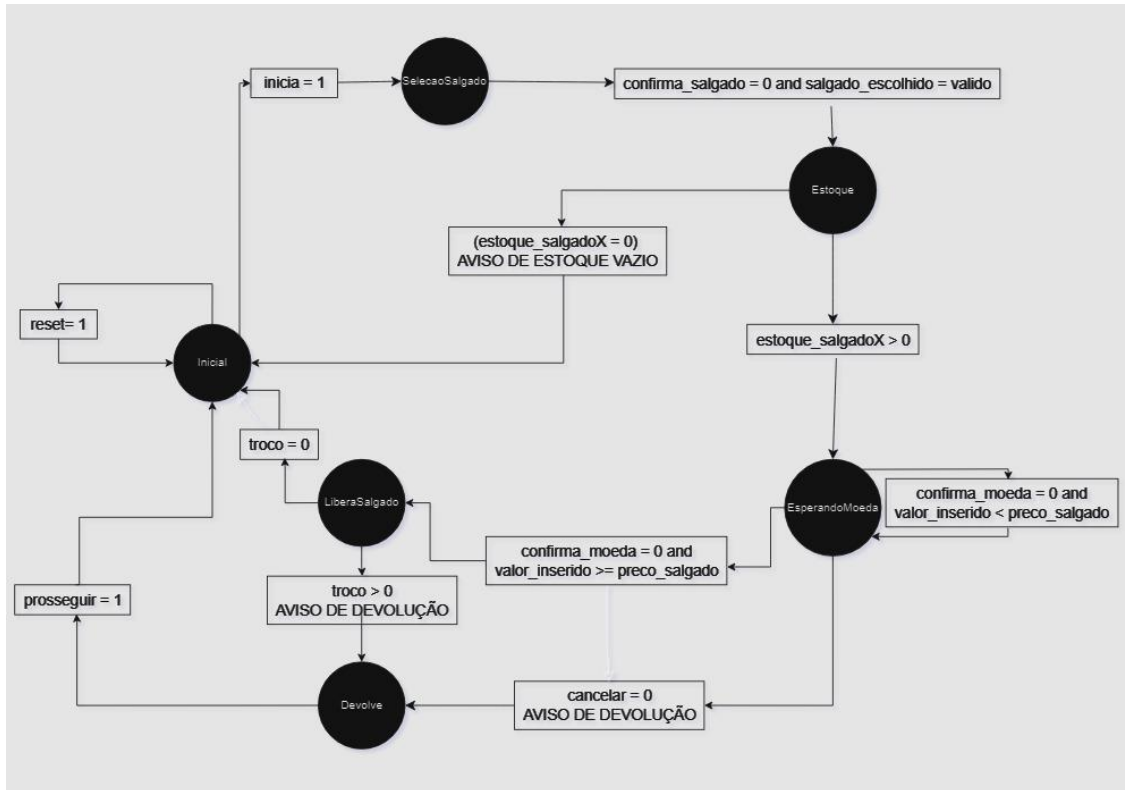 inicia = 1
SelecaoSalgado
confirma_salgado = 0 and salgado_escolhido = valido
Estoque
(estoque_salgadoX = 0)
AVISO DE ESTOQUE VAZIO
reset= 1
Inicial
estoque_salgadoX > 0
troco = 0
LiberaSalgado
EsperandoMoeda
confirma_moeda = 0 and
valor_inserido < preco_salgado
confirma_moeda = 0 and
valor_inserido >= preco_salgado
troco > 0
AVISO DE DEVOLUÇÃO
prosseguir = 1
Devolve
cancelar = 0
AVISO DE DEVOLUÇÃO